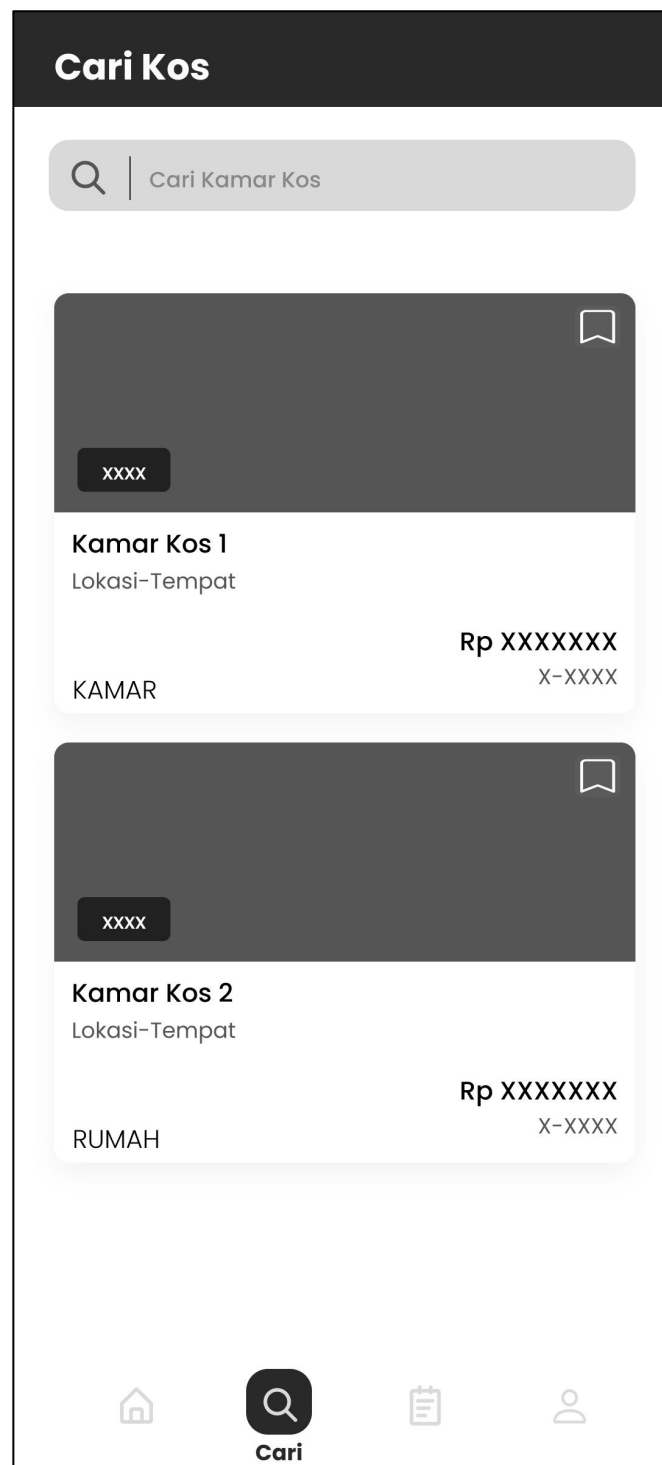 Cari Kos
Cari Kamar Kos
xxxx
Kamar Kos 1
Lokasi-Tempat
Rp XXXXXXX
X-XXXX
KAMAR
xxxx
Kamar Kos 2
Lokasi-Tempat
Rp XXXXXXX
X-XXXX
RUMAH
Cari